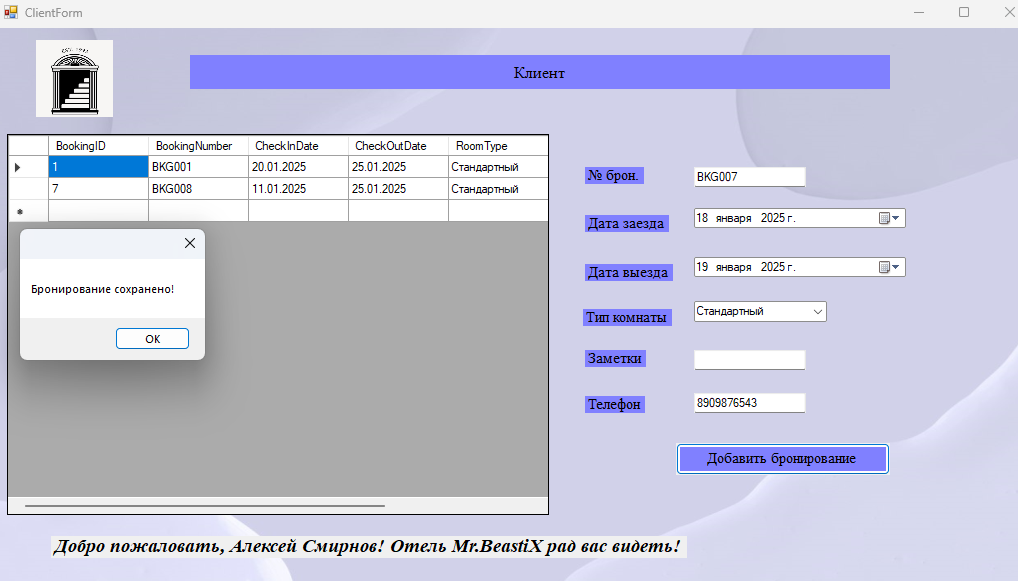 ClientForm
EST. 1993
Клиент
BookingID BookingNumber CheckInDate CheckOutDate RoomType
1 BKG001 20.01.2025 25.01.2025 Стандартный
7 BKG008 11.01.2025 25.01.2025 Стандартный
Бронирование сохранено!
OK
№ брон. BKG007
Дата заезда 18 января 2025 г.
Дата выезда 19 января 2025 г.
Тип комнаты Стандартный
Заметки
Телефон 8909876543
Добавить бронирование
Добро пожаловать, Алексей Смирнов! Отель Mr.BeastiX рад вас видеть!